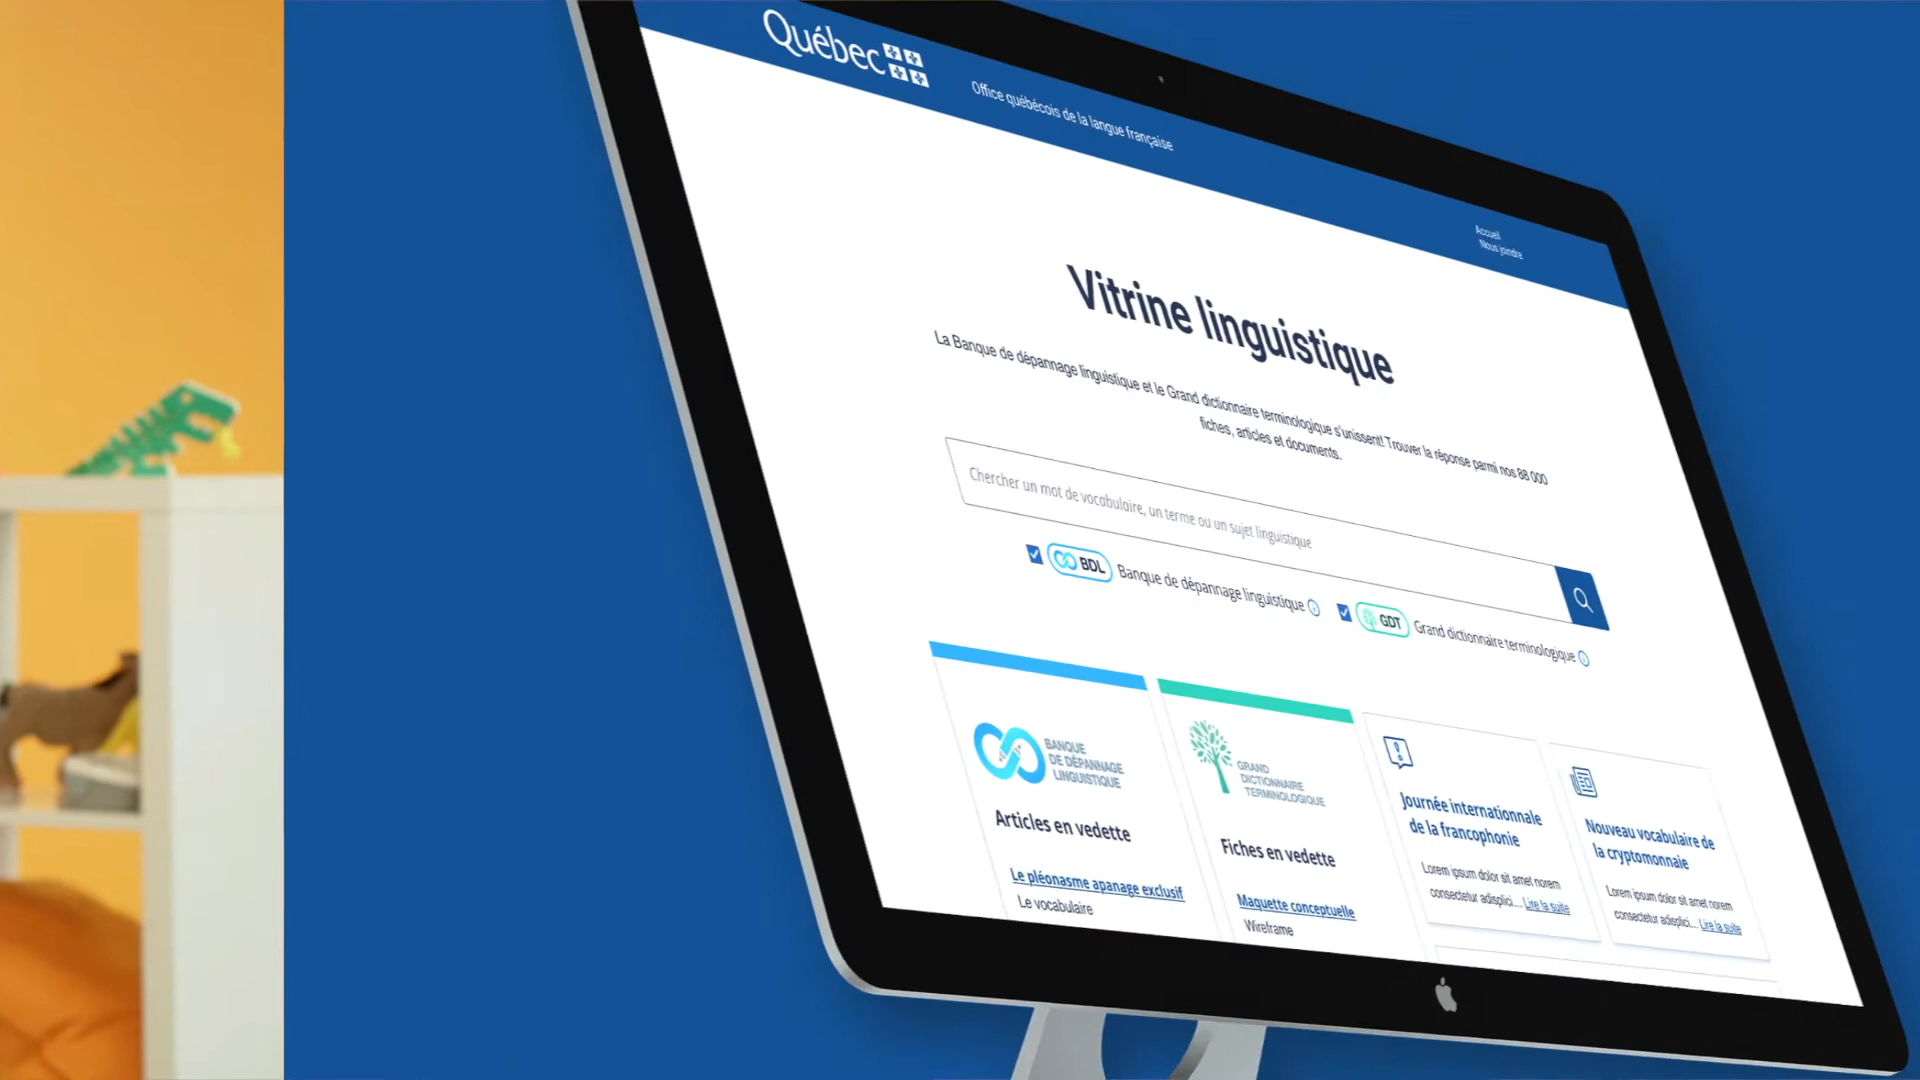 Québec
Office québécois de la langue française
Accueil
Nous joindre
Vitrine linguistique
La Banque de dépannage linguistique et le Grand dictionnaire terminologique s'unissent! Trouver la réponse parmi nos 88 000
fiches, articles et documents.
Chercher un mot de vocabulaire, un terme ou un sujet linguistique
BDL Banque de dépannage linguistique
GDT Grand dictionnaire terminologique
BANQUE
DE DÉPANNAGE
LINGUISTIQUE
Articles en vedette
Le pléonasme apanage exclusif
Le vocabulaire
GRAND
DICTIONNAIRE
TERMINOLOGIQUE
Fiches en vedette
Maquette conceptuelle
Wireframe
Journée internationnale
de la francophonie
Lorem ipsum dolor sit amet norem
consectetur adisplici... Lire la suite
Nouveau vocabulaire de
la cryptomonnaie
Lorem ipsum dolor sit amet norem
consectetur adisplici... Lire la suite